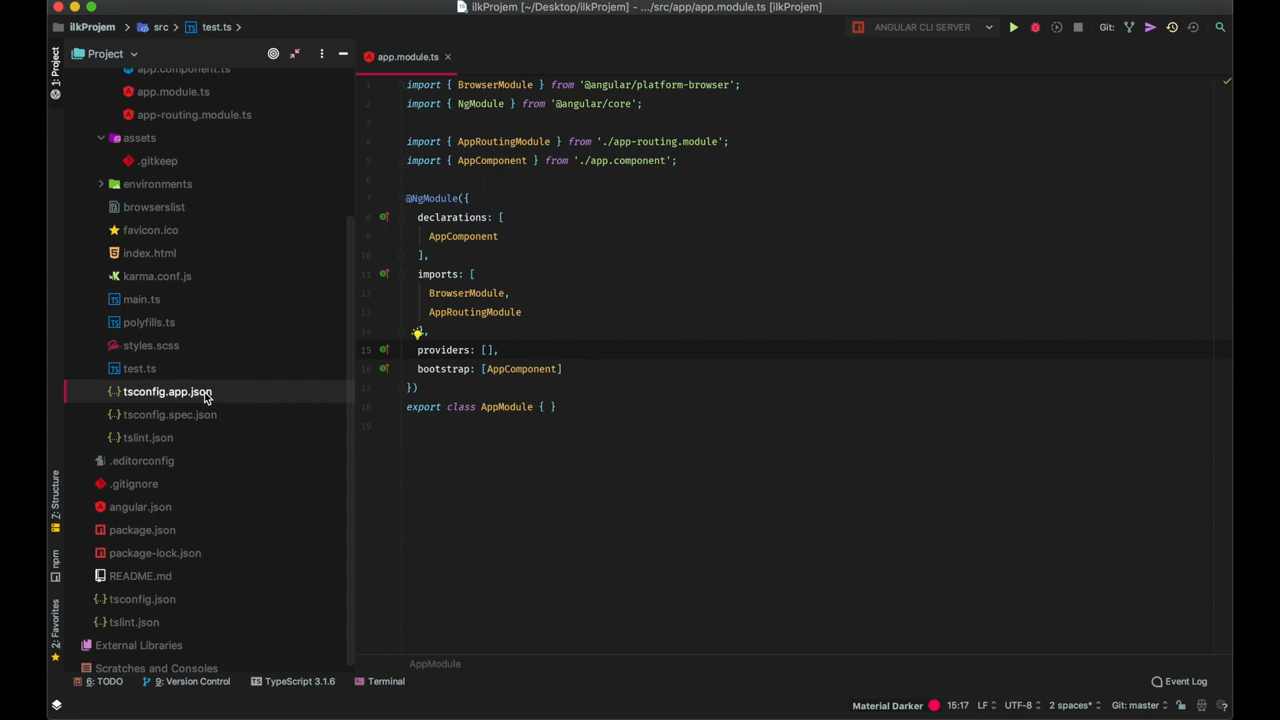 ilkProjem [~/Desktop/ilkProjem] - .../src/app/app.module.ts [ilkProjem]
ilkProjem
src
test.ts
ANGULAR CLI SERVER
Git:
1: Project
Project
app.module.ts
app.component.ts
app.module.ts
app-routing.module.ts
assets
.gitkeep
environments
browserslist
favicon.ico
index.html
karma.conf.js
main.ts
polyfills.ts
styles.scss
test.ts
tsconfig.app.json
tsconfig.spec.json
tslint.json
.editorconfig
.gitignore
angular.json
package.json
package-lock.json
README.md
tsconfig.json
tslint.json
External Libraries
Scratches and Consoles
Z: Structure
npm
2: Favorites
1 import { BrowserModule } from '@angular/platform-browser';
2 import { NgModule } from '@angular/core';
3
4 import { AppRoutingModule } from './app-routing.module';
5 import { AppComponent } from './app.component';
6
7 @NgModule({
8 declarations: [
9 AppComponent
10 ],
11 imports: [
12 BrowserModule,
13 AppRoutingModule
14 ],
15 providers: [],
16 bootstrap: [AppComponent]
17 })
18 export class AppModule { }
19
AppModule
6: TODO
9: Version Control
TypeScript 3.1.6
Terminal
Event Log
Material Darker
15:17
LF
UTF-8
2 spaces*
Git: master